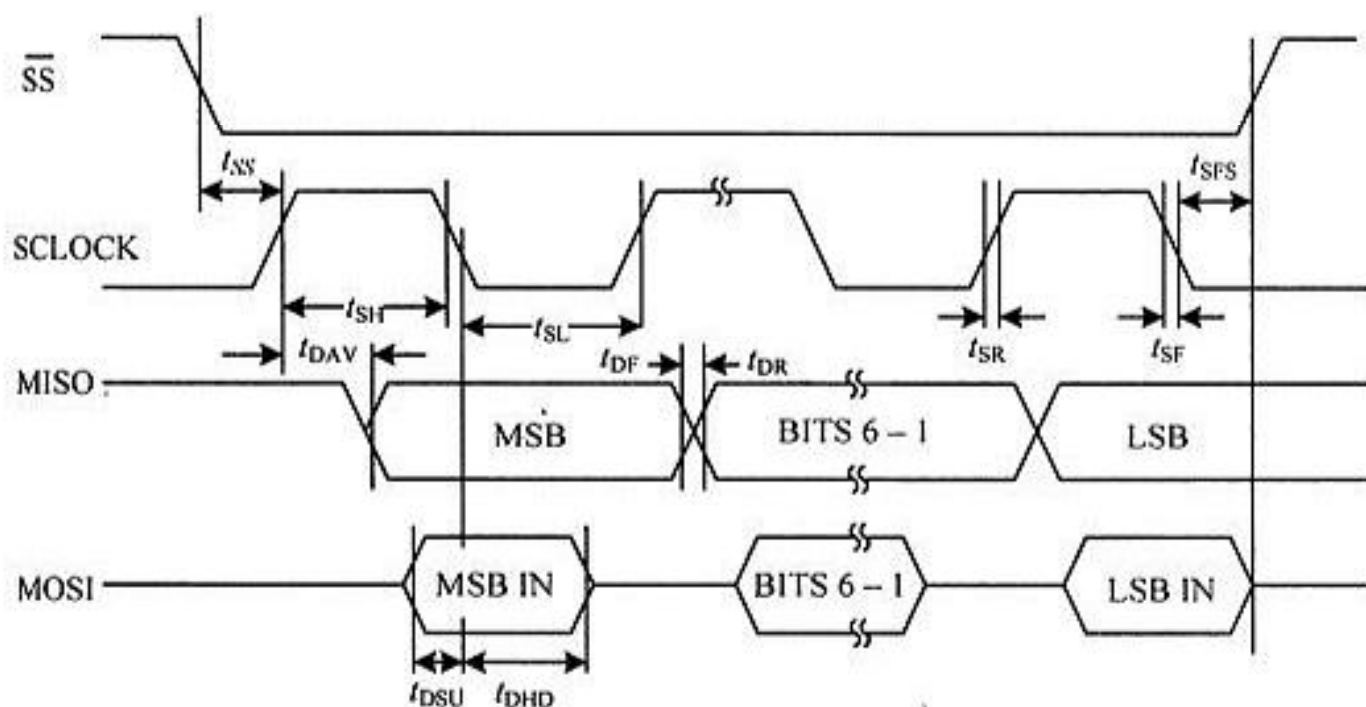 SS
tSS
tSFS
SCLOCK
tSH
tSL
tSR
tSF
tDAV
tDF
tDR
MISO
MSB
BITS 6 – 1
LSB
MOSI
MSB IN
BITS 6 – 1
LSB IN
tDSU
tDHD